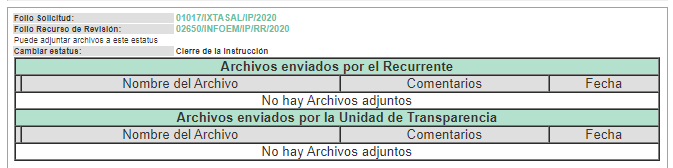 Folio Solicitud: 01017/IXTASAL/IP/2020
Folio Recurso de Revisión: 02650/INFOEM/IP/RR/2020
Puede adjuntar archivos a este estatus
Cambiar estatus: Cierre de la Instrucción
Archivos enviados por el Recurrente
Nombre del Archivo Comentarios Fecha
No hay Archivos adjuntos
Archivos enviados por la Unidad de Transparencia
Nombre del Archivo Comentarios Fecha
No hay Archivos adjuntos